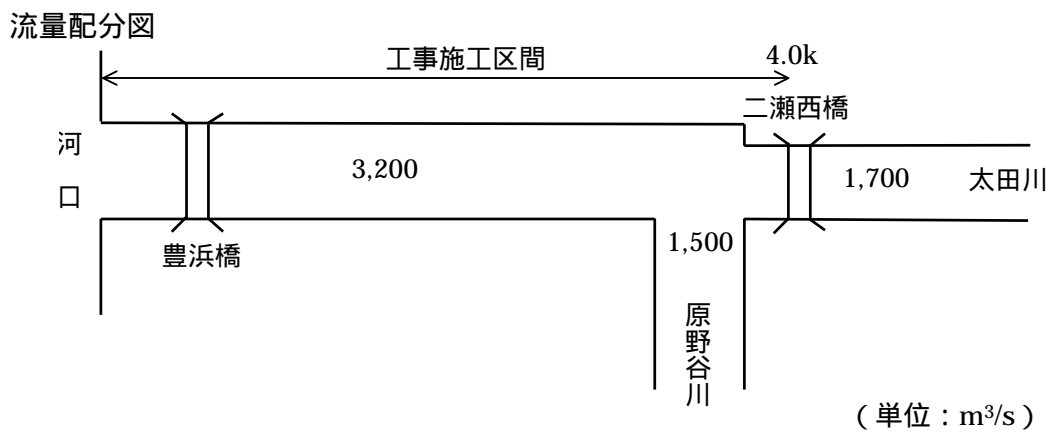 流量配分図
工事施工区間
4.0k
二瀬西橋
河口
3,200
1,700
太田川
豊浜橋
1,500
原野谷川
(単位：m³/s)